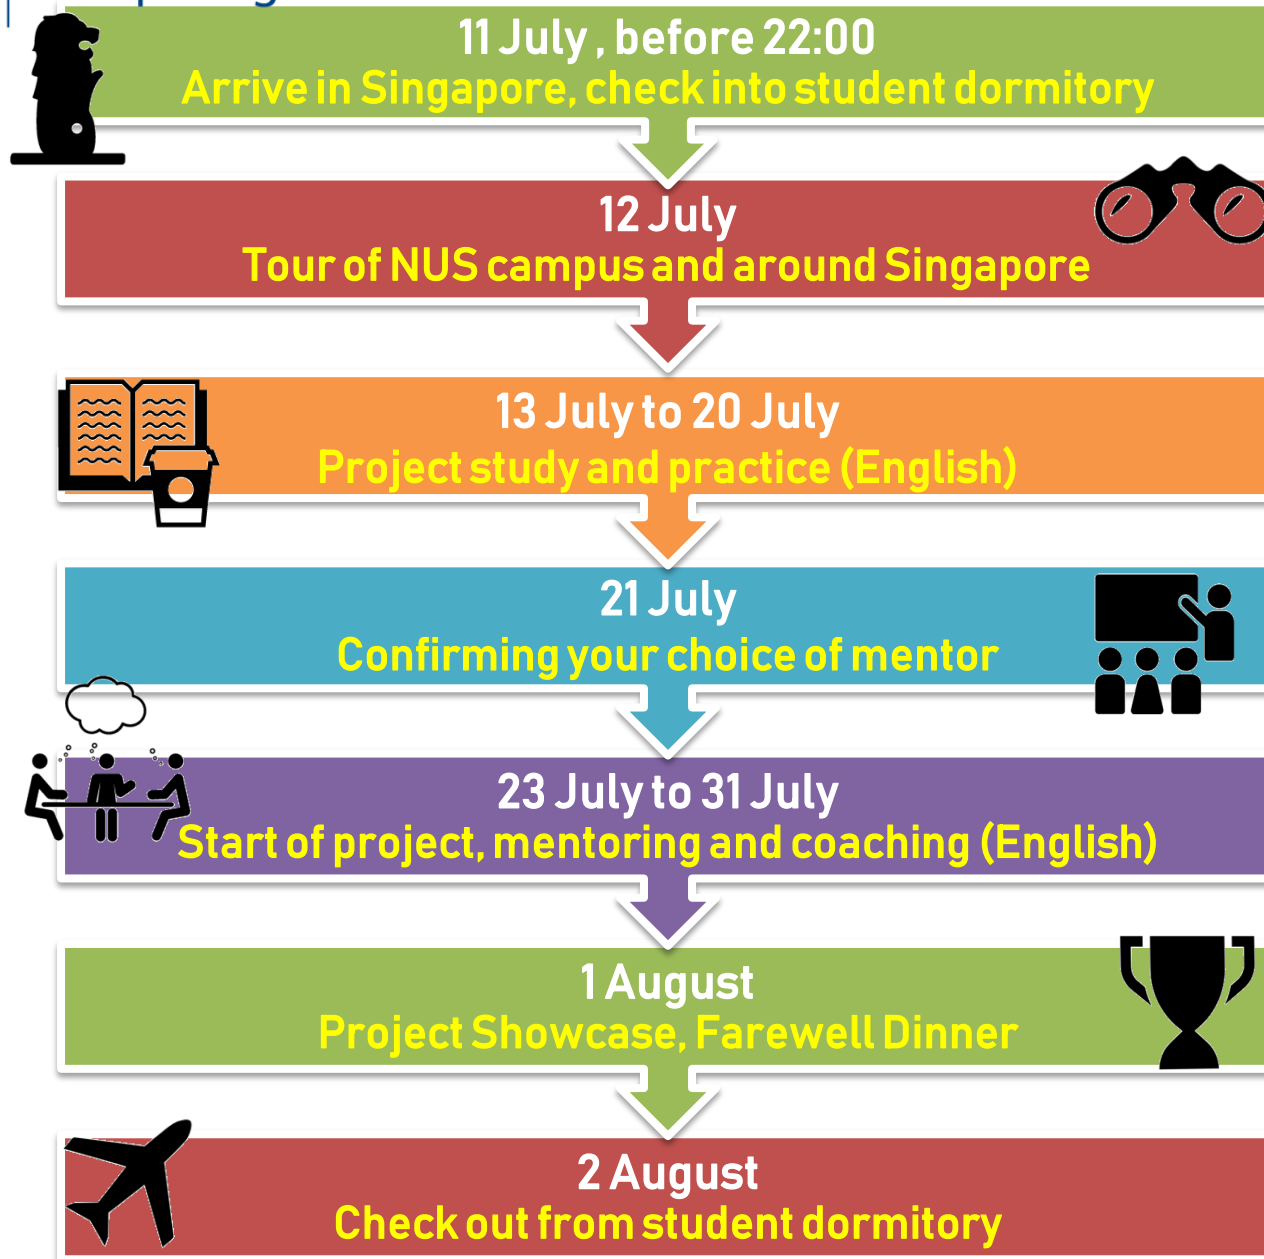 11 July , before 22:00
Arrive in Singapore, check into student dormitory
12 July
Tour of NUS campus and around Singapore
13 July to 20 July
Project study and practice (English)
21 July
Confirming your choice of mentor
23 July to 31 July
Start of project, mentoring and coaching (English)
1 August
Project Showcase, Farewell Dinner
2 August
Check out from student dormitory